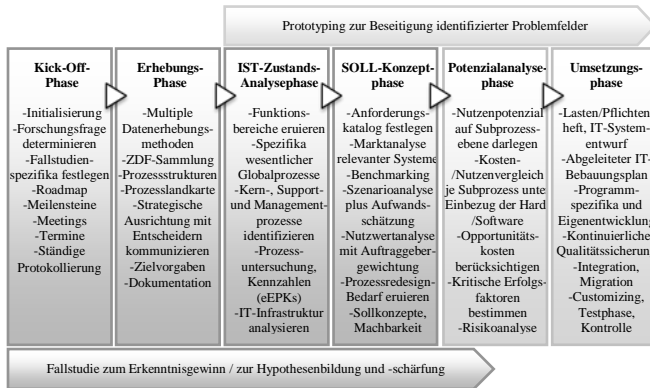 Prototyping zur Beseitigung identifizierter Problemfelder
Kick-Off-
Phase
-Initialisierung
-Forschungsfrage
determinieren
-Fallstudien-
spezifika festlegen
-Roadmap
-Meilensteine
-Meetings
-Termine
-Ständige
Protokollierung
Erhebungs-
Phase
-Multiple
Datenerhebungs-
methoden
-ZDF-Sammlung
-Prozessstrukturen
-Prozesslandkarte
-Strategische
Ausrichtung mit
Entscheidern
kommunizieren
-Zielvorgaben
-Dokumentation
IST-Zustands-
Analysephase
-Funktions-
bereiche eruieren
-Spezifika
wesentlicher
Globalprozesse
-Kern-, Support-
und Management-
prozesse
identifizieren
-Prozess-
untersuchung,
Kennzahlen
(eEPKs)
-IT-Infrastruktur
analysieren
SOLL-Konzept-
phase
-Anforderungs-
katalog festlegen
-Marktanalyse
relevanter Systeme
-Benchmarking
-Szenarioanalyse
plus Aufwands-
schätzung
-Nutzwertanalyse
mit Auftraggeber-
gewichtung
-Prozessredesign-
Bedarf eruieren
-Sollkonzepte,
Machbarkeit
Potenzialanalyse-
phase
-Nutzenpotenzial
auf Subprozess-
ebene darlegen
-Kosten-
/Nutzenvergleich
je Subprozess unter
Einbezug der Hard-
/Software
-Opportunitäts-
kosten
berücksichtigen
-Kritische Erfolgs-
faktoren
bestimmen
-Risikoanalyse
Umsetzungs-
phase
-Lasten/Pflichten-
heft, IT-System-
entwurf
-Abgeleiteter IT-
Bebauungsplan
-Programm-
spezifika und
Eigenentwicklung
-Kontinuierliche
Qualitätssicherung
-Integration,
Migration
-Customizing,
Testphase,
Kontrolle
Fallstudie zum Erkenntnisgewinn / zur Hypothesenbildung und -schärfung